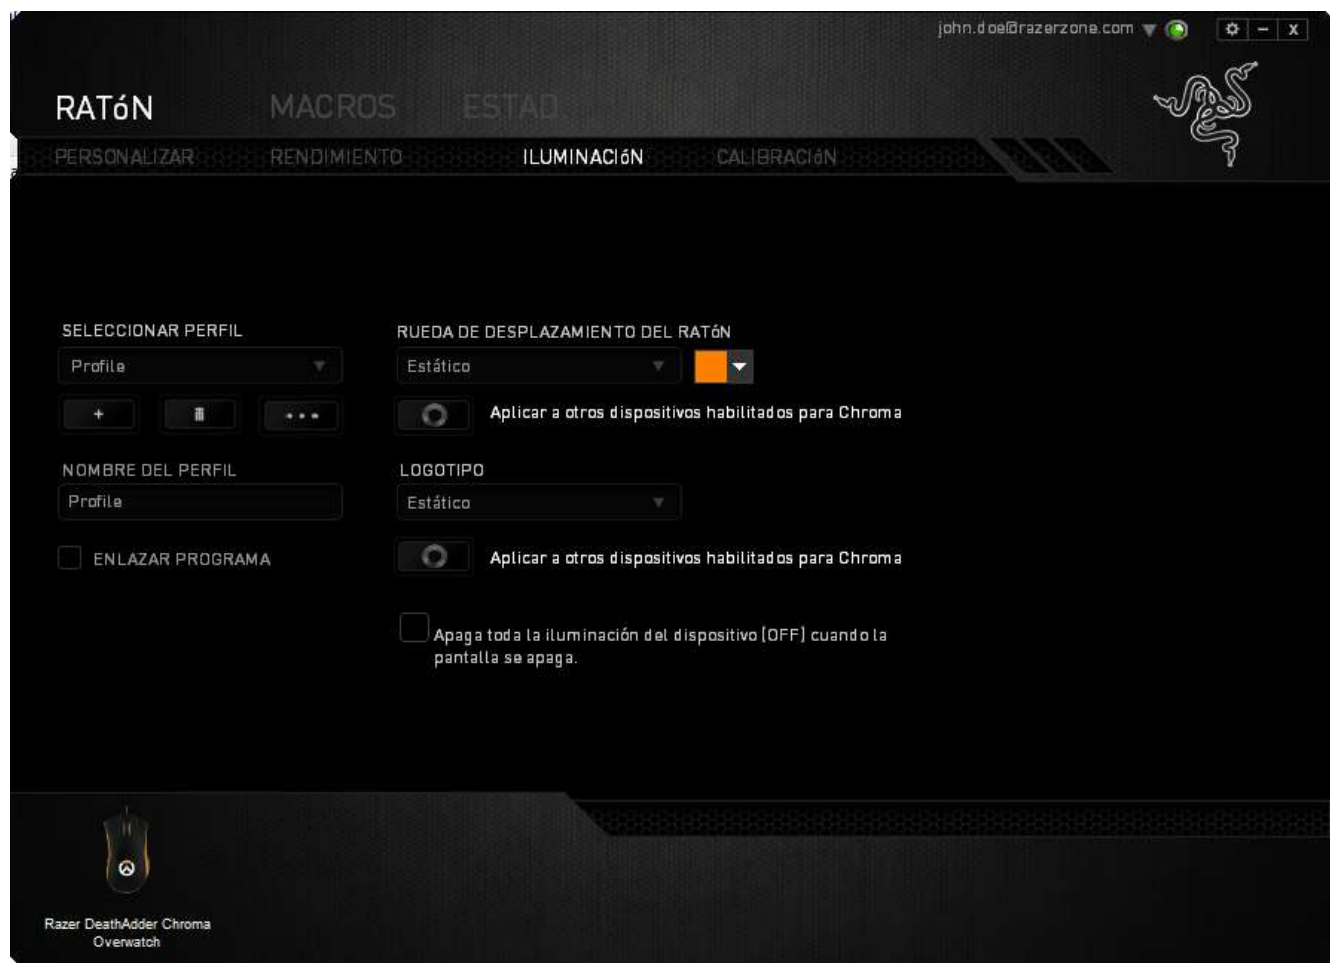 john.doe@razerzone.com
RATóN MACROS ESTAD.
PERSONALIZAR RENDIMIENTO ILUMINACIóN CALIBRACIóN
SELECCIONAR PERFIL
Profile
NOMBRE DEL PERFIL
Profile
ENLAZAR PROGRAMA
RUEDA DE DESPLAZAMIENTO DEL RATóN
Estático
Aplicar a otros dispositivos habilitados para Chroma
LOGOTIPO
Estático
Aplicar a otros dispositivos habilitados para Chroma
Apaga toda la iluminación del dispositivo (OFF) cuando la
pantalla se apaga.
Razer DeathAdder Chroma
Overwatch